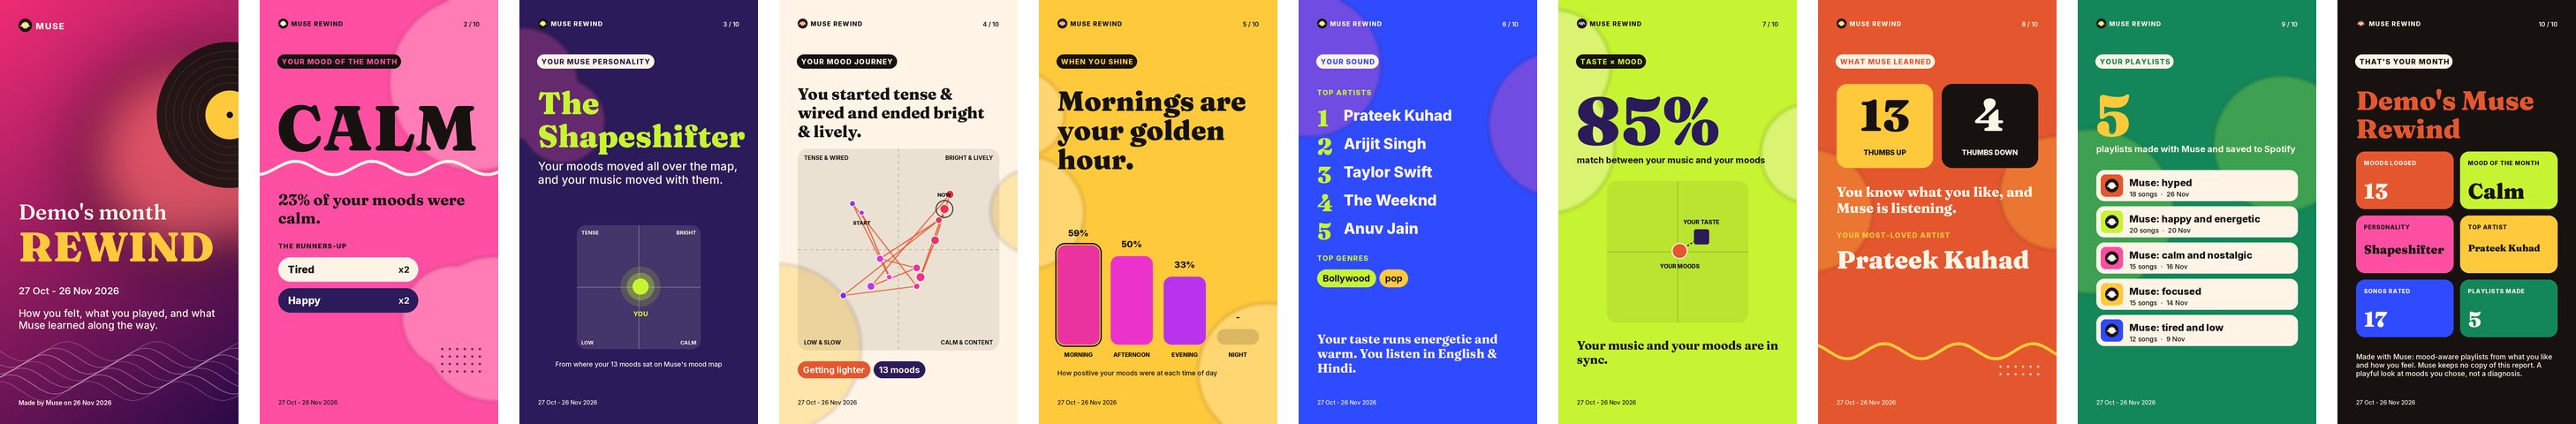 MUSE
Demo's month
REWIND
27 Oct - 26 Nov 2026
How you felt, what you played, and what
Muse learned along the way.
Made by Muse on 26 Nov 2026
MUSE REWIND
2 / 10
YOUR MOOD OF THE MONTH
CALM
23% of your moods were
calm.
THE RUNNERS-UP
Tired x2
Happy x2
27 Oct - 26 Nov 2026
MUSE REWIND
3 / 10
YOUR MUSE PERSONALITY
The
Shapeshifter
Your moods moved all over the map,
and your music moved with them.
TENSE BRIGHT
YOU
LOW CALM
From where your 13 moods sat on Muse's mood map
27 Oct - 26 Nov 2026
MUSE REWIND
4 / 10
YOUR MOOD JOURNEY
You started tense &
wired and ended bright
& lively.
TENSE & WIRED BRIGHT & LIVELY
NOW
START
LOW & SLOW CALM & CONTENT
Getting lighter 13 moods
27 Oct - 26 Nov 2026
MUSE REWIND
5 / 10
WHEN YOU SHINE
Mornings are
your golden
hour.
59%
50%
33%
-
MORNING AFTERNOON EVENING NIGHT
How positive your moods were at each time of day
27 Oct - 26 Nov 2026
MUSE REWIND
6 / 10
YOUR SOUND
TOP ARTISTS
1 Prateek Kuhad
2 Arijit Singh
3 Taylor Swift
4 The Weeknd
5 Anuv Jain
TOP GENRES
Bollywood pop
Your taste runs energetic and
warm. You listen in English &
Hindi.
27 Oct - 26 Nov 2026
MUSE REWIND
7 / 10
TASTE × MOOD
85%
match between your music and your moods
YOUR TASTE
YOUR MOODS
Your music and your moods are in
sync.
27 Oct - 26 Nov 2026
MUSE REWIND
8 / 10
WHAT MUSE LEARNED
13
THUMBS UP
4
THUMBS DOWN
You know what you like, and
Muse is listening.
YOUR MOST-LOVED ARTIST
Prateek Kuhad
27 Oct - 26 Nov 2026
MUSE REWIND
9 / 10
YOUR PLAYLISTS
5
playlists made with Muse and saved to Spotify
Muse: hyped
18 songs · 26 Nov
Muse: happy and energetic
20 songs · 20 Nov
Muse: calm and nostalgic
15 songs · 16 Nov
Muse: focused
15 songs · 14 Nov
Muse: tired and low
12 songs · 9 Nov
27 Oct - 26 Nov 2026
MUSE REWIND
10 / 10
THAT'S YOUR MONTH
Demo's Muse
Rewind
MOODS LOGGED
13
MOOD OF THE MONTH
Calm
PERSONALITY
Shapeshifter
TOP ARTIST
Prateek Kuhad
SONGS RATED
17
PLAYLISTS MADE
5
Made with Muse: mood-aware playlists from what you like
and how you feel. Muse keeps no copy of this report. A
playful look at moods you chose, not a diagnosis.
27 Oct - 26 Nov 2026